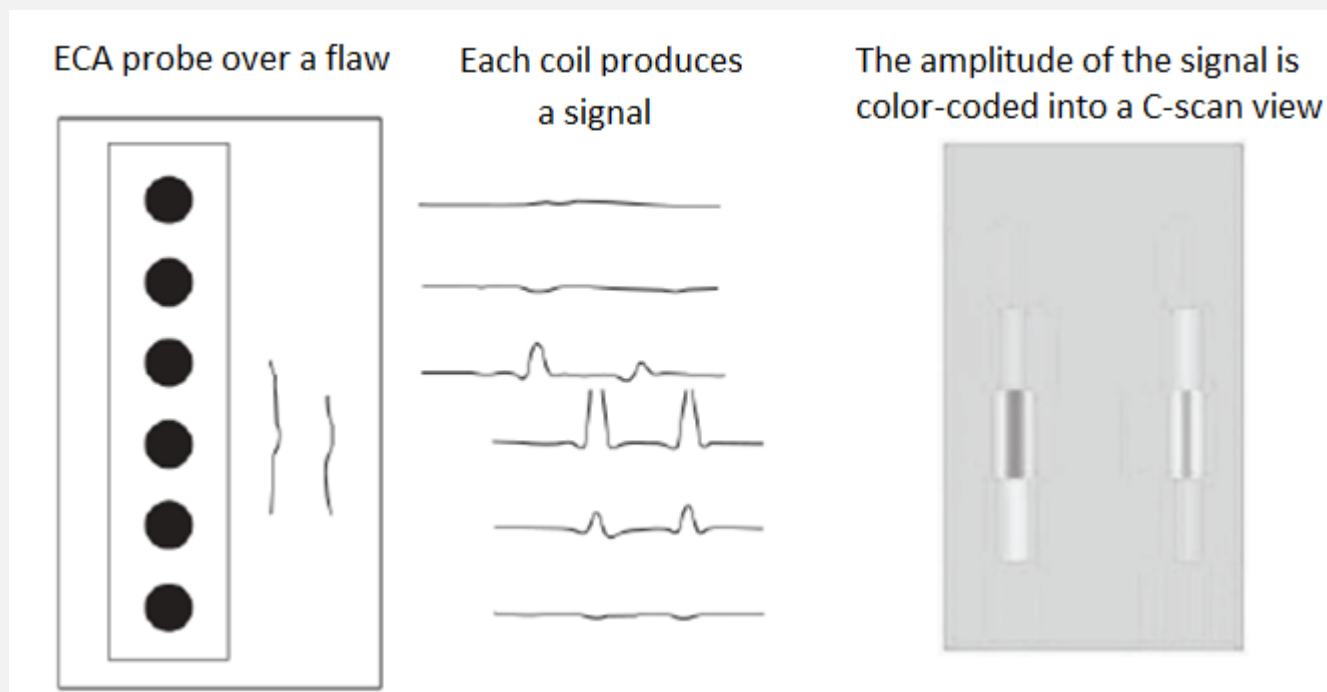 ECA probe over a flaw
Each coil produces
a signal
The amplitude of the signal is
color-coded into a C-scan view